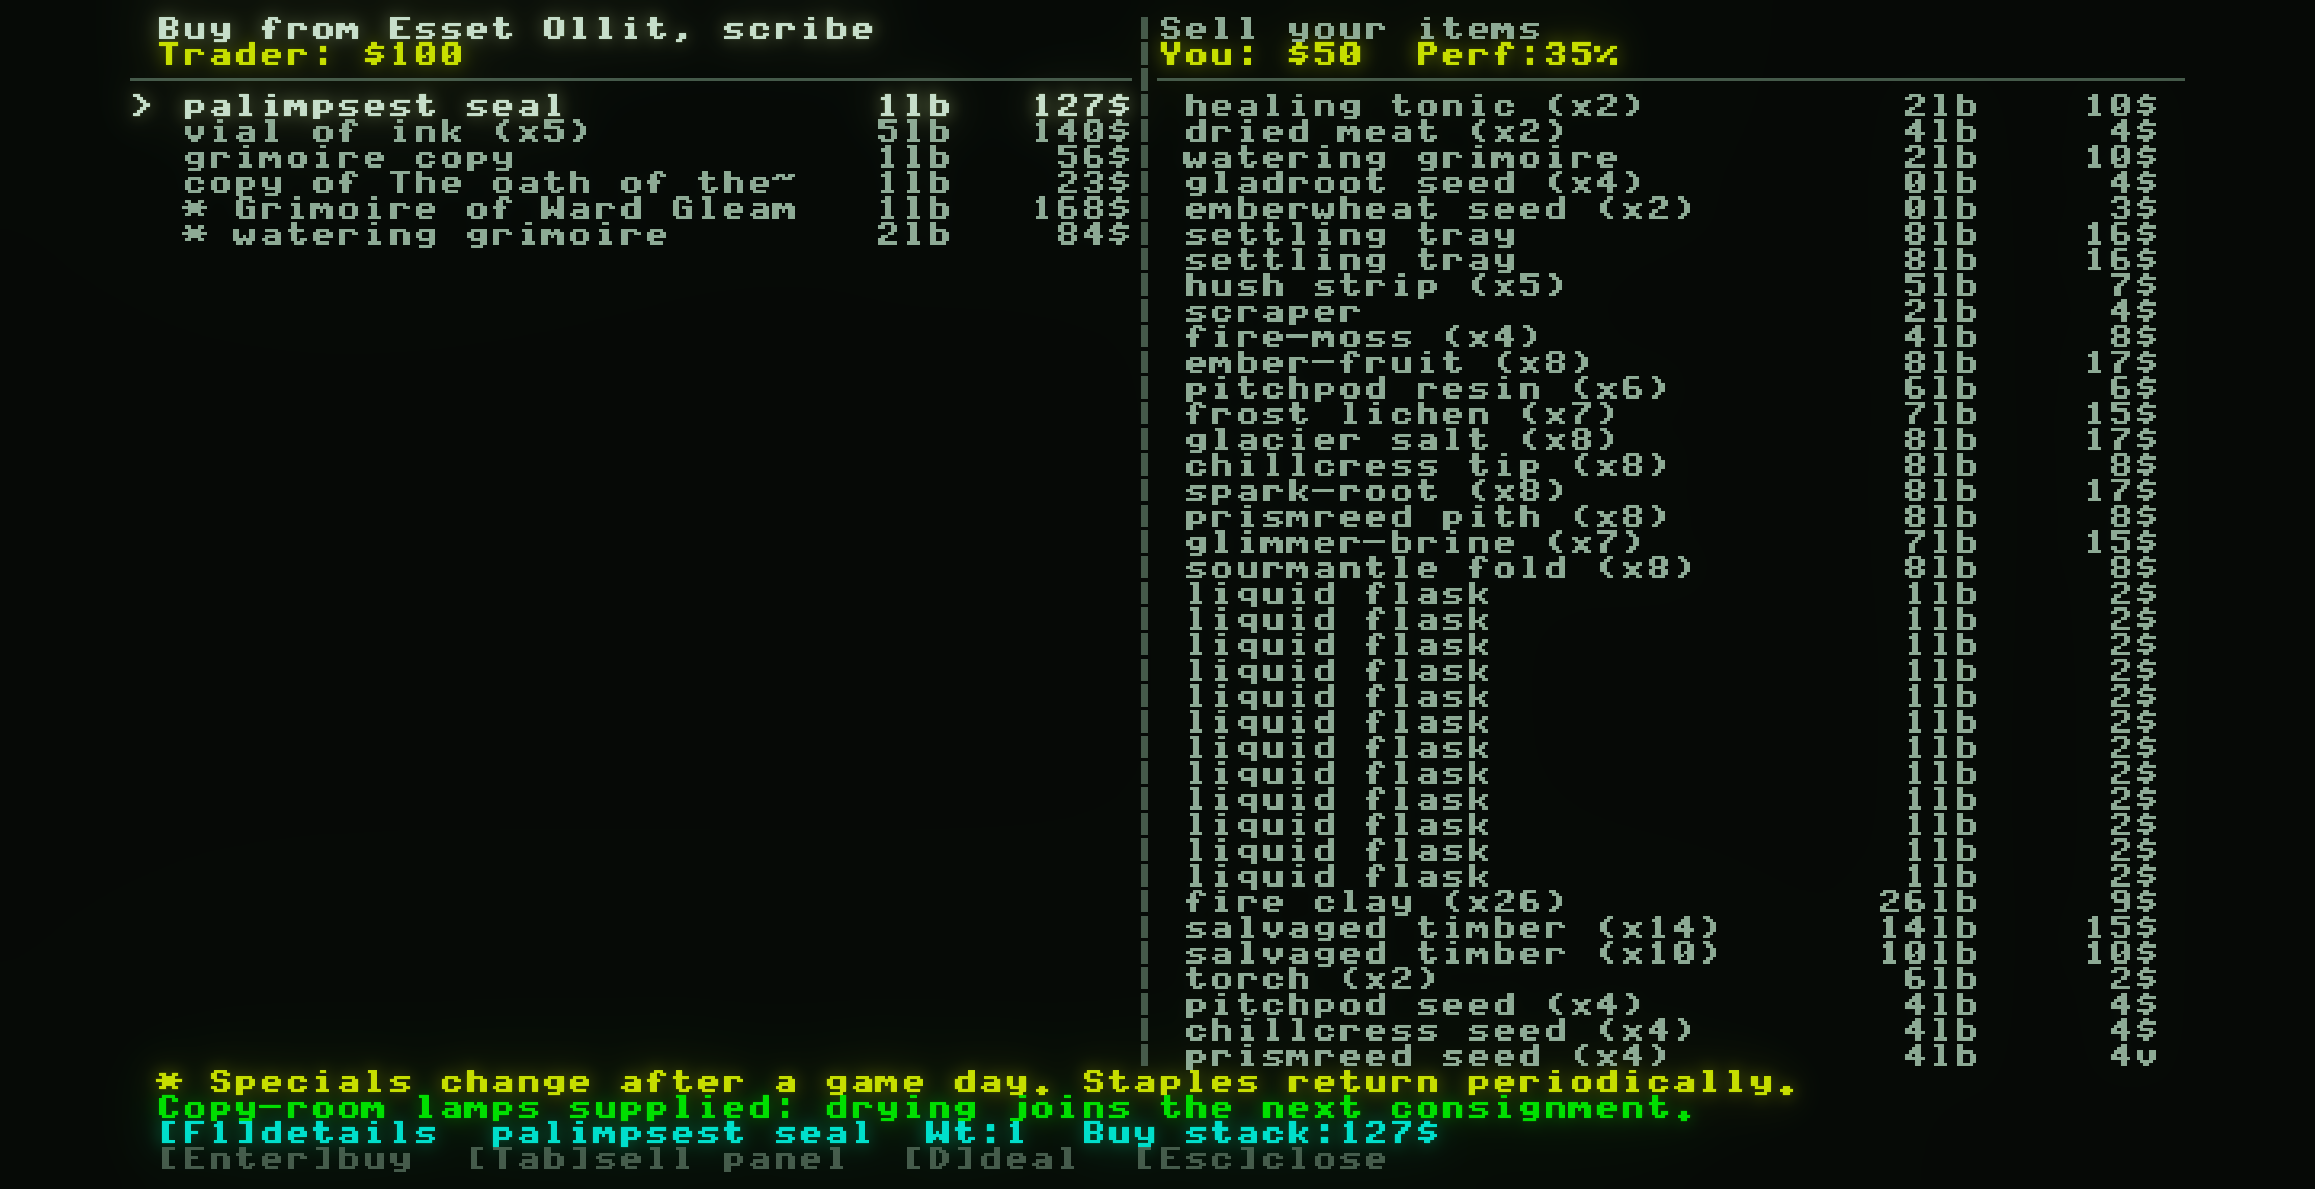 Buy from Esset Ollit, scribe
Trader: $100
> palimpsest seal 1lb 127$
vial of ink (x5) 5lb 140$
grimoire copy 1lb 56$
copy of The oath of the~ 1lb 23$
* Grimoire of Ward Gleam 1lb 168$
* watering grimoire 2lb 84$
Sell your items
You: $50 Perf:35%
healing tonic (x2) 2lb 10$
dried meat (x2) 4lb 4$
watering grimoire 2lb 10$
gladroot seed (x4) 0lb 4$
emberwheat seed (x2) 0lb 3$
settling tray 8lb 16$
settling tray 8lb 16$
hush strip (x5) 5lb 7$
scraper 2lb 4$
fire-moss (x4) 4lb 8$
ember-fruit (x8) 8lb 17$
pitchpod resin (x6) 6lb 6$
frost lichen (x7) 7lb 15$
glacier salt (x8) 8lb 17$
chillcress tip (x8) 8lb 8$
spark-root (x8) 8lb 17$
prismreed pith (x8) 8lb 8$
glimmer-brine (x7) 7lb 15$
sourmantle fold (x8) 8lb 8$
liquid flask 1lb 2$
liquid flask 1lb 2$
liquid flask 1lb 2$
liquid flask 1lb 2$
liquid flask 1lb 2$
liquid flask 1lb 2$
liquid flask 1lb 2$
liquid flask 1lb 2$
liquid flask 1lb 2$
liquid flask 1lb 2$
liquid flask 1lb 2$
liquid flask 1lb 2$
fire clay (x26) 26lb 9$
salvaged timber (x14) 14lb 15$
salvaged timber (x10) 10lb 10$
torch (x2) 6lb 2$
pitchpod seed (x4) 4lb 4$
chillcress seed (x4) 4lb 4$
prismreed seed (x4) 4lb 4v
* Specials change after a game day. Staples return periodically.
Copy-room lamps supplied: drying joins the next consignment.
[F1]details palimpsest seal Wt:1 Buy stack:127$
[Enter]buy [Tab]sell panel [D]deal [Esc]close